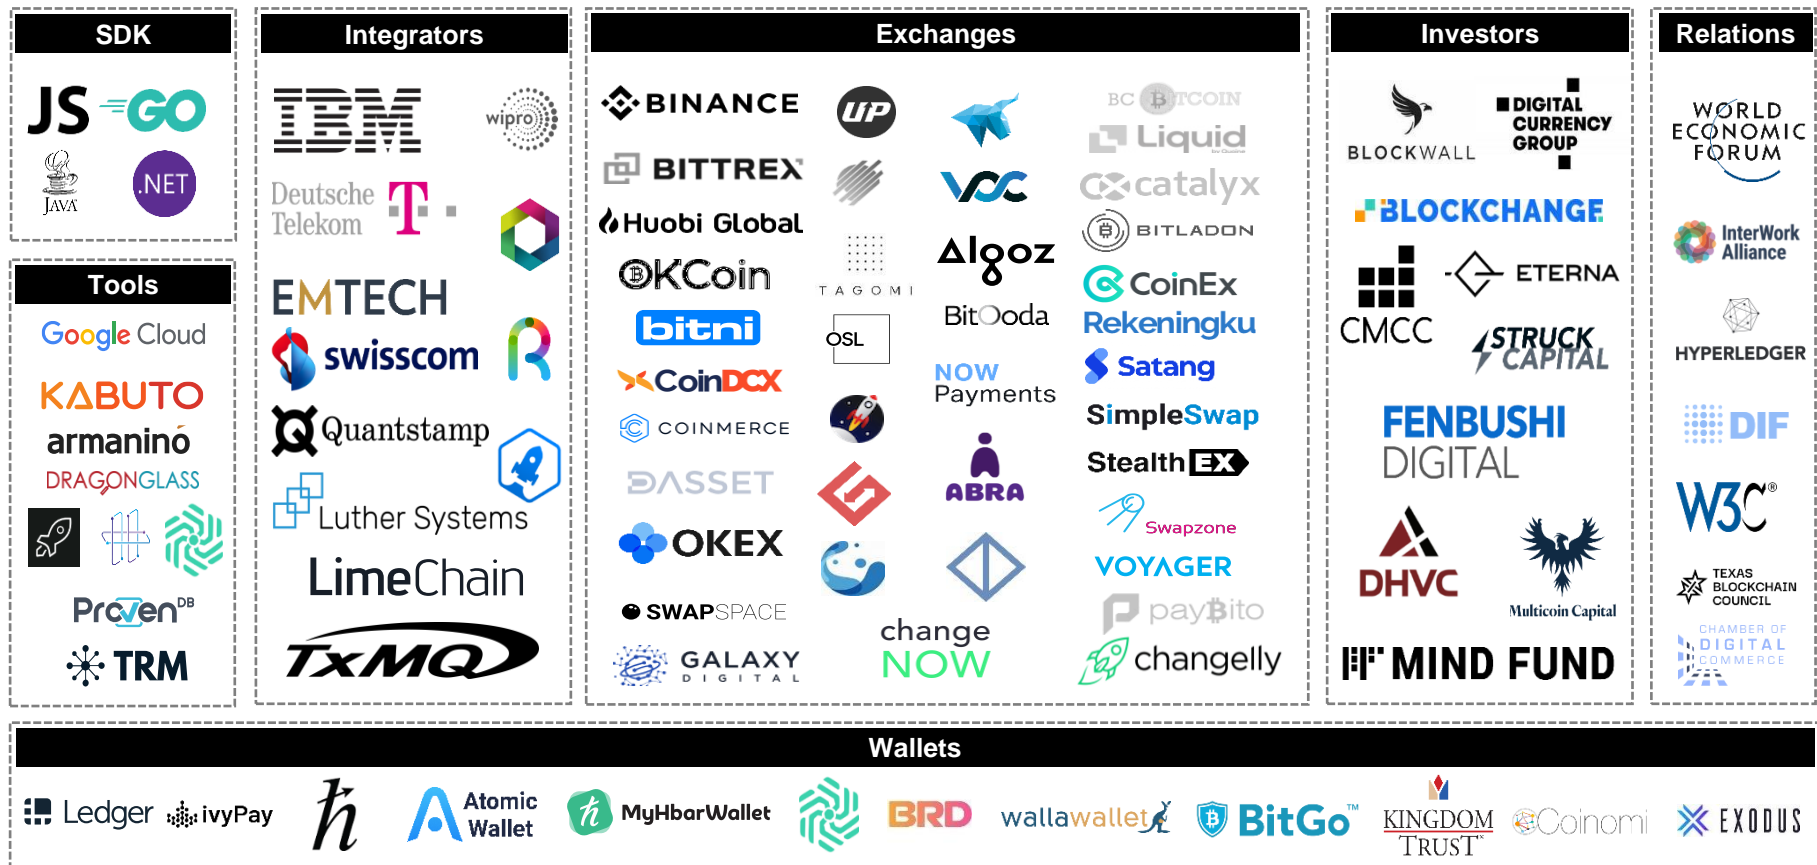 SDK
JS GO
JAVA
.NET
Tools
Google Cloud
KABUTO
armanino
DRAGONGLASS
ProvenDB
TRM
Integrators
IBM
wipro
Deutsche
Telekom
T
EMTECH
swisscom
R
Quantstamp
Luther Systems
LimeChain
TxMQ
Exchanges
BINANCE
BITTREX
Huobi Global
OKCoin
bitni
CoinDCX
COINMERCE
DASSET
OKEX
SWAPSPACE
GALAXY
DIGITAL
UP
TAGOMI
OSL
VCC
Algoz
BitOoda
NOW
Payments
ABRA
change
NOW
BC BITCOIN
Liquid
by Quoine
catalyx
BITLADON
CoinEx
Rekeningku
Satang
SimpleSwap
StealthEX
Swapzone
VOYAGER
payBito
changelly
Investors
BLOCKWALL
DIGITAL
CURRENCY
GROUP
BLOCKCHANGE
CMCC
ETERNA
STRUCK
CAPITAL
FENBUSHI
DIGITAL
DHVC
Multicoin Capital
MIND FUND
Relations
WORLD
ECONOMIC
FORUM
InterWork
Alliance
HYPERLEDGER
DIF
W3C®
TEXAS
BLOCKCHAIN
COUNCIL
CHAMBER OF
DIGITAL
COMMERCE
Wallets
Ledger
ivyPay
ħ
Atomic
Wallet
MyHbarWallet
BRD
wallawallet
BitGo™
KINGDOM
TRUST
Coinomi
EXODUS